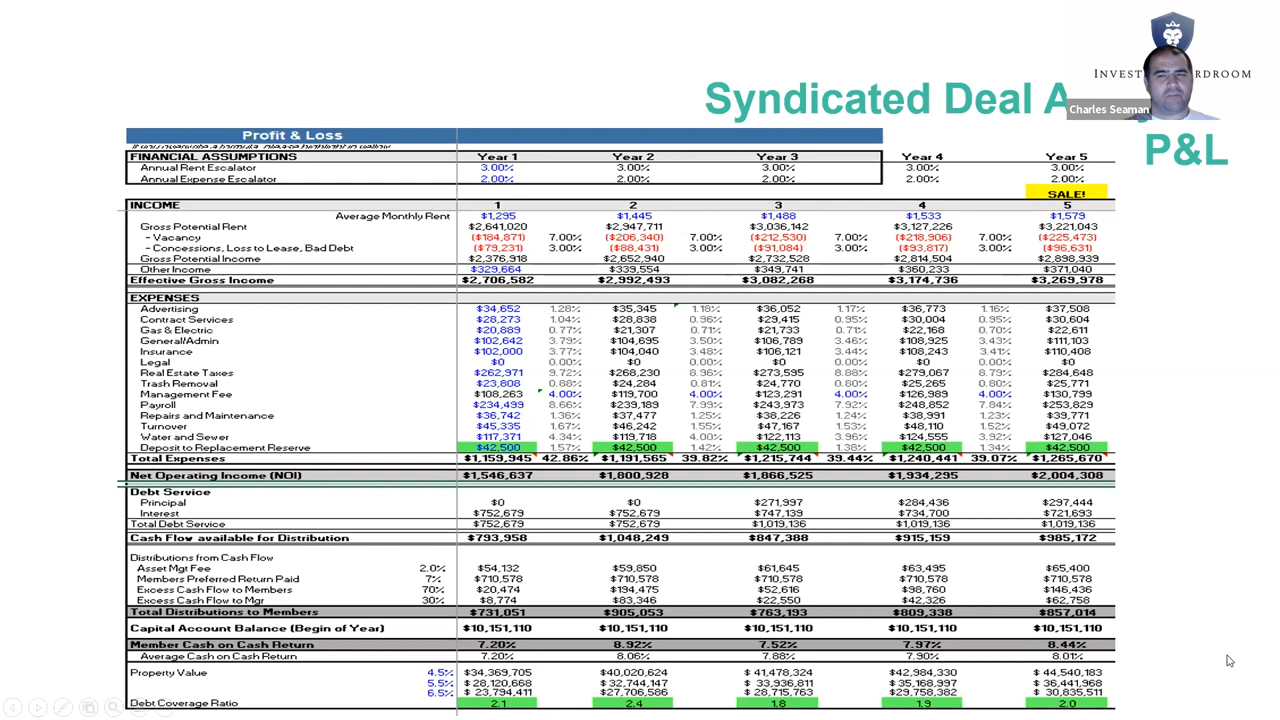 INVEST RDROOM
Charles Seaman
Syndicated Deal A
P&L
Profit & Loss
FINANCIAL ASSUMPTIONS Year 1 Year 2 Year 3 Year 4 Year 5
Annual Rent Escalator 3.00% 3.00% 3.00% 3.00% 3.00%
Annual Expense Escalator 2.00% 2.00% 2.00% 2.00% 2.00%
SALE!
INCOME 1 2 3 4 5
Average Monthly Rent $1,295 $1,445 $1,488 $1,533 $1,579
Gross Potential Rent $2,641,020 $2,947,711 $3,036,142 $3,127,226 $3,221,043
- Vacancy ($184,871) 7.00% ($206,340) 7.00% ($212,530) 7.00% ($218,906) 7.00% ($225,473)
- Concessions, Loss to Lease, Bad Debt ($79,231) 3.00% ($88,431) 3.00% ($91,084) 3.00% ($93,817) 3.00% ($96,631)
Gross Potential Income $2,376,918 $2,652,940 $2,732,528 $2,814,504 $2,898,939
Other Income $329,664 $339,554 $349,741 $360,233 $371,040
Effective Gross Income $2,706,582 $2,992,493 $3,082,268 $3,174,736 $3,269,978
EXPENSES
Advertising $34,652 1.28% $35,345 1.18% $36,052 1.17% $36,773 1.16% $37,508
Contract Services $28,273 1.04% $28,838 0.96% $29,415 0.95% $30,004 0.95% $30,604
Gas & Electric $20,889 0.77% $21,307 0.71% $21,733 0.71% $22,168 0.70% $22,611
General/Admin $102,642 3.79% $104,695 3.50% $106,789 3.46% $108,925 3.43% $111,103
Insurance $102,000 3.77% $104,040 3.48% $106,121 3.44% $108,243 3.41% $110,408
Legal $0 0.00% $0 0.00% $0 0.00% $0 0.00% $0
Real Estate Taxes $262,971 9.72% $268,230 8.96% $273,595 8.88% $279,067 8.79% $284,648
Trash Removal $23,808 0.88% $24,284 0.81% $24,770 0.80% $25,265 0.80% $25,771
Management Fee $108,263 4.00% $119,700 4.00% $123,291 4.00% $126,989 4.00% $130,799
Payroll $234,499 8.66% $239,189 7.99% $243,973 7.92% $248,852 7.84% $253,829
Repairs and Maintenance $36,742 1.36% $37,477 1.25% $38,226 1.24% $38,991 1.23% $39,771
Turnover $45,335 1.67% $46,242 1.55% $47,167 1.53% $48,110 1.52% $49,072
Water and Sewer $117,371 4.34% $119,718 4.00% $122,113 3.96% $124,555 3.92% $127,046
Deposit to Replacement Reserve $42,500 1.57% $42,500 1.42% $42,500 1.38% $42,500 1.34% $42,500
Total Expenses $1,159,945 42.86% $1,191,565 39.82% $1,215,744 39.44% $1,240,441 39.07% $1,265,670
Net Operating Income (NOI) $1,546,637 $1,800,928 $1,866,525 $1,934,295 $2,004,308
Debt Service
Principal $0 $0 $271,997 $284,436 $297,444
Interest $752,679 $752,679 $747,139 $734,700 $721,693
Total Debt Service $752,679 $752,679 $1,019,136 $1,019,136 $1,019,136
Cash Flow available for Distribution $793,958 $1,048,249 $847,388 $915,159 $985,172
Distributions from Cash Flow
Asset Mgt Fee 2.0% $54,132 $59,850 $61,645 $63,495 $65,400
Members Preferred Return Paid 7% $710,578 $710,578 $710,578 $710,578 $710,578
Excess Cash Flow to Members 70% $20,474 $194,475 $52,616 $98,760 $146,436
Excess Cash Flow to Mgr 30% $8,774 $83,346 $22,550 $42,326 $62,758
Total Distributions to Members $731,051 $905,053 $763,193 $809,338 $857,014
Capital Account Balance (Begin of Year) $10,151,110 $10,151,110 $10,151,110 $10,151,110 $10,151,110
Member Cash on Cash Return 7.20% 8.92% 7.52% 7.97% 8.44%
Average Cash on Cash Return 7.20% 8.06% 7.88% 7.90% 8.01%
Property Value 4.5% $34,369,705 $40,020,624 $ 41,478,324 $42,984,330 $ 44,540,183
5.5% $ 28,120,668 $ 32,744,147 $ 33,936,811 $ 35,168,997 $ 36,441,968
6.5% $ 23,794,411 $27,706,586 $ 28,715,763 $29,758,382 $ 30,835,511
Debt Coverage Ratio 2.1 2.4 1.8 1.9 2.0